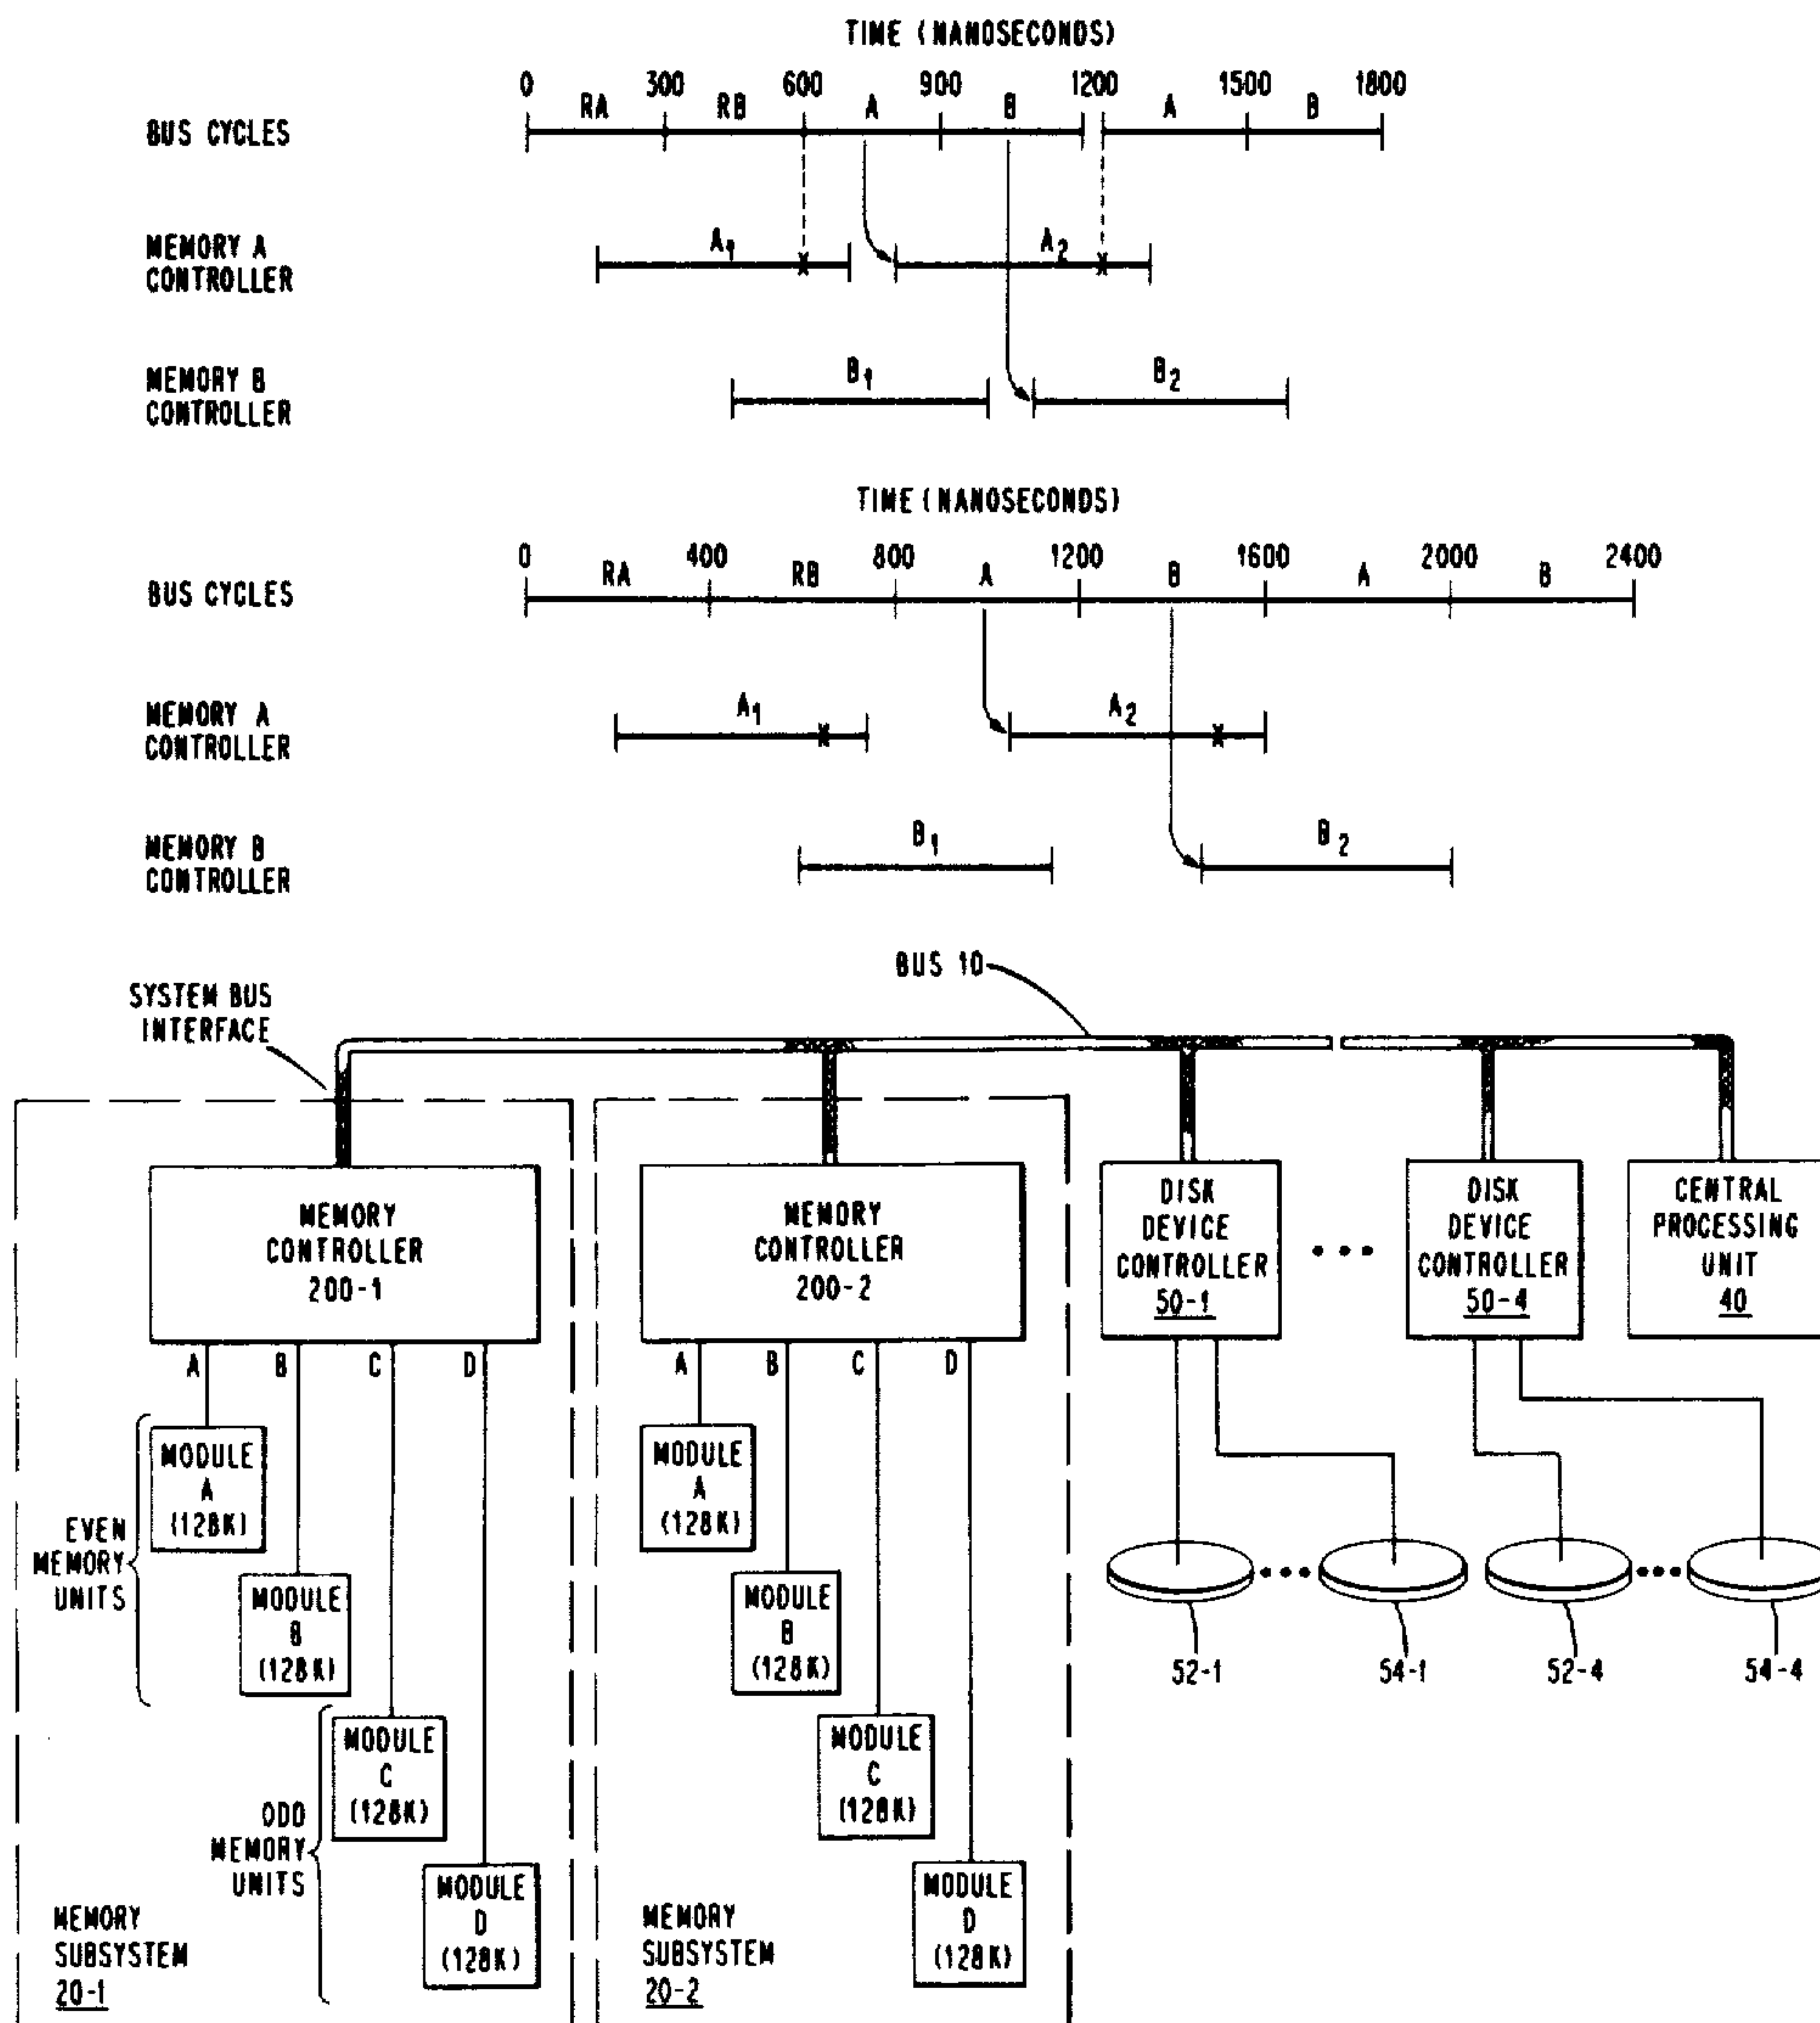 TIME (NANOSECONDS)
0 300 600 900 1200 1500 1800
RA RB A B A B
BUS CYCLES
MEMORY A
CONTROLLER
A1 A2
MEMORY B
CONTROLLER
B1 B2
TIME (NANOSECONDS)
0 400 800 1200 1600 2000 2400
RA RB A B A B
BUS CYCLES
MEMORY A
CONTROLLER
A1 A2
MEMORY B
CONTROLLER
B1 B2
BUS 10
SYSTEM BUS
INTERFACE
MEMORY
CONTROLLER
200-1
MEMORY
CONTROLLER
200-2
DISK
DEVICE
CONTROLLER
50-1
DISK
DEVICE
CONTROLLER
50-4
CENTRAL
PROCESSING
UNIT
40
A B C D
A B C D
MODULE
A
(128K)
MODULE
B
(128K)
MODULE
C
(128K)
MODULE
D
(128K)
EVEN
MEMORY
UNITS
ODD
MEMORY
UNITS
MEMORY
SUBSYSTEM
20-1
MODULE
A
(128K)
MODULE
B
(128K)
MODULE
C
(128K)
MODULE
D
(128K)
MEMORY
SUBSYSTEM
20-2
52-1 54-1 52-4 54-4